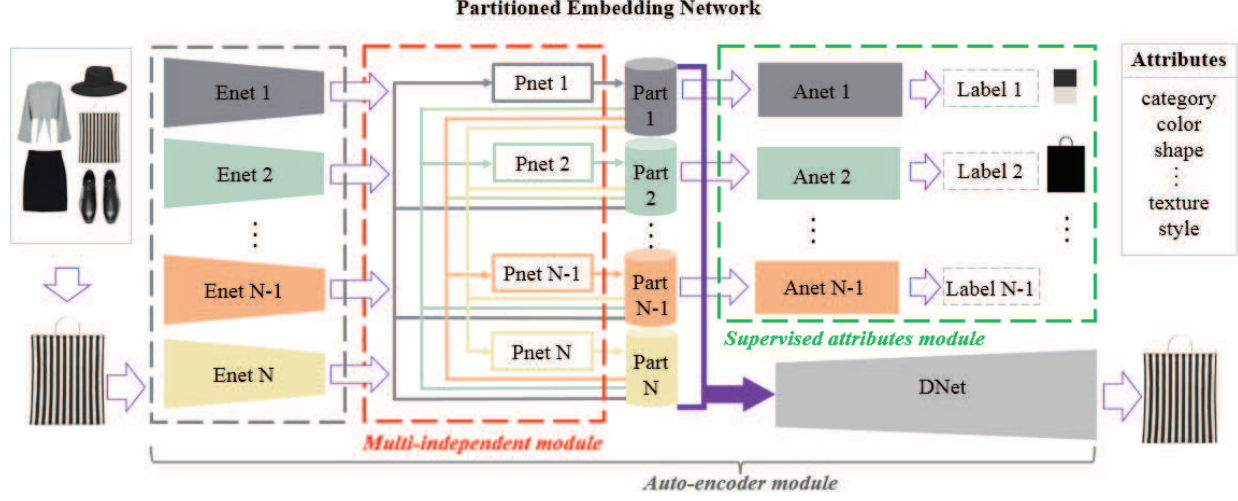 Partitioned Embedding Network
Enet 1
Enet 2
⋮
Enet N-1
Enet N
Pnet 1
Pnet 2
Pnet N-1
Pnet N
Multi-independent module
Part
1
Part
2
⋮
Part
N-1
Part
N
Anet 1
Label 1
Anet 2
Label 2
⋮
⋮
Anet N-1
Label N-1
Supervised attributes module
DNet
Auto-encoder module
Attributes
category
color
shape
⋮
texture
style